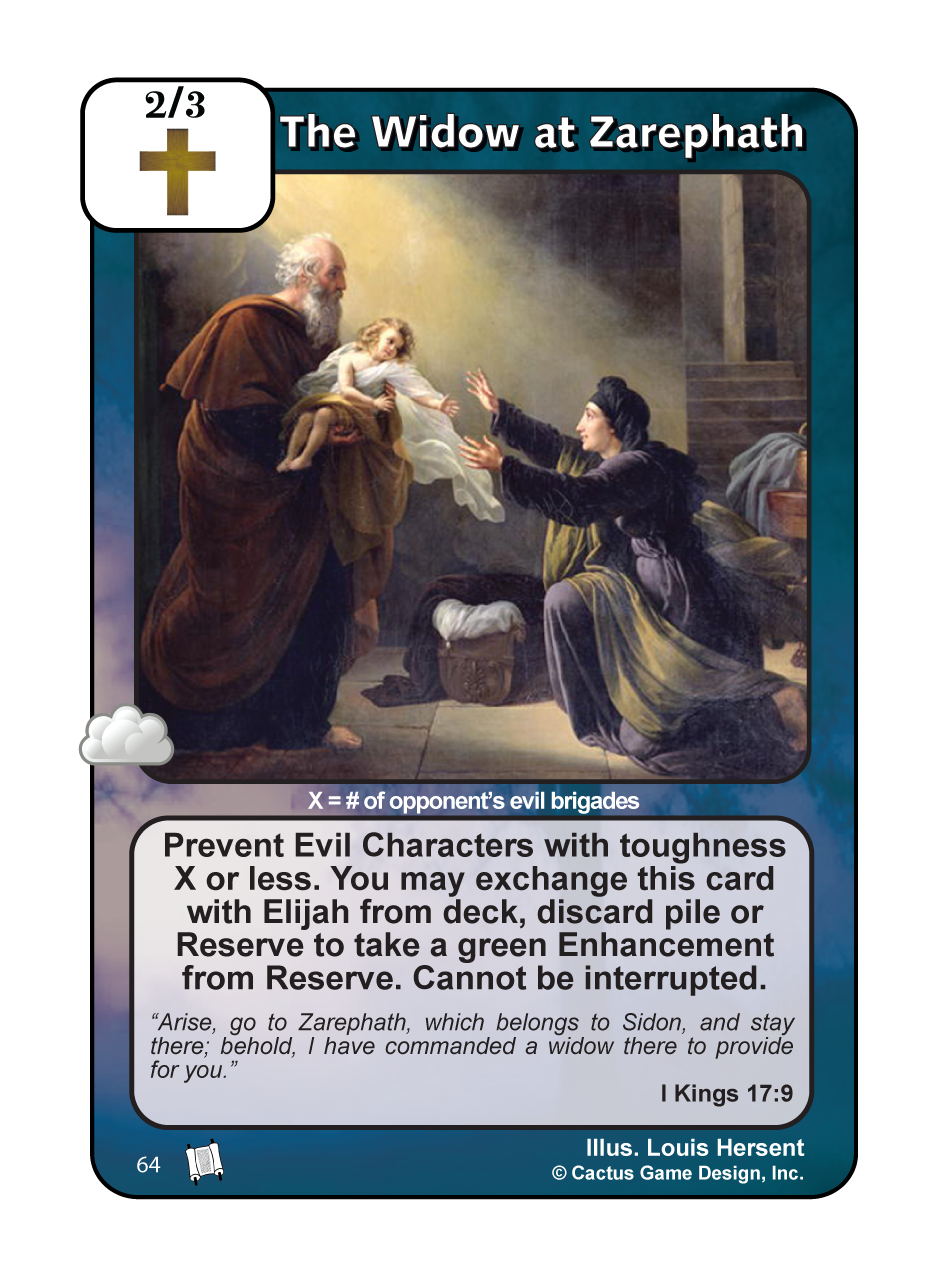 2/3
The Widow at Zarephath
X = # of opponent's evil brigades
Prevent Evil Characters with toughness
X or less. You may exchange this card
with Elijah from deck, discard pile or
Reserve to take a green Enhancement
from Reserve. Cannot be interrupted.
“Arise, go to Zarephath, which belongs to Sidon, and stay
there; behold, I have commanded a widow there to provide
for you.”
I Kings 17:9
64
Illus. Louis Hersent
© Cactus Game Design, Inc.